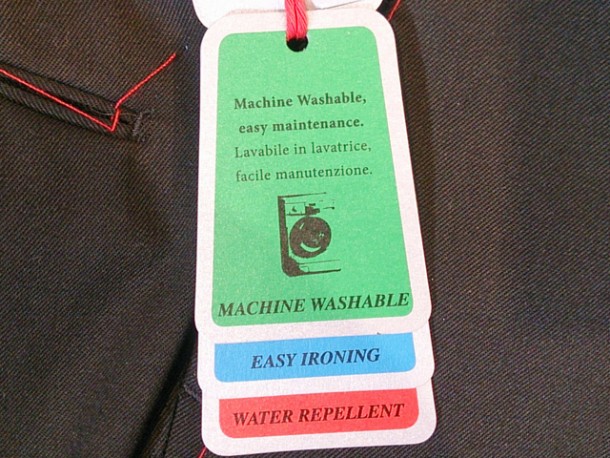 Machine Washable,
easy maintenance.
Lavabile in lavatrice,
facile manutenzione.
MACHINE WASHABLE
EASY IRONING
WATER REPELLENT